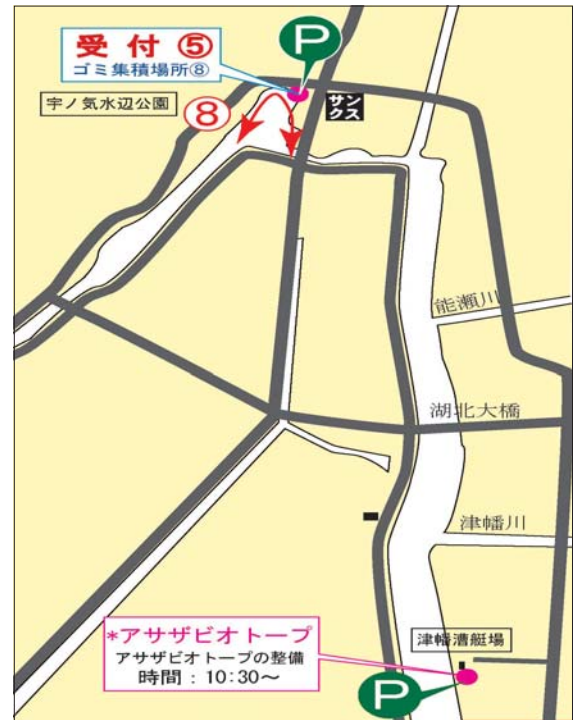 受付⑤
ゴミ集積場所⑧
P
宇ノ気水辺公園
⑧
サンクス
能瀬川
湖北大橋
津幡川
*アサザビオトープ
アサザビオトープの整備
時間：10:30～
津幡漕艇場
P